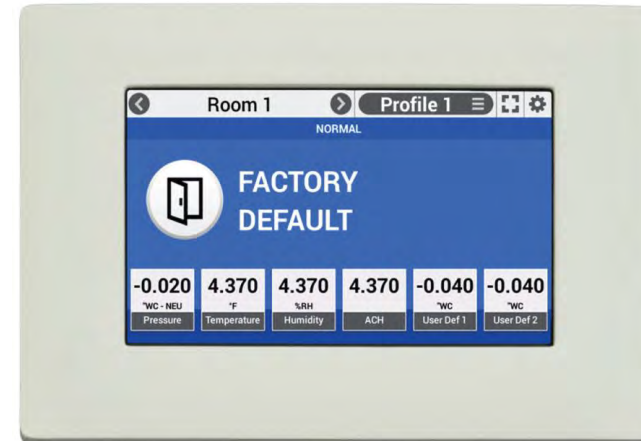 Room 1 Profile 1
NORMAL
FACTORY
DEFAULT
-0.020 4.370 4.370 4.370 -0.040 -0.040
"WC - NEU °F %RH "WC "WC
Pressure Temperature Humidity ACH User Def 1 User Def 2